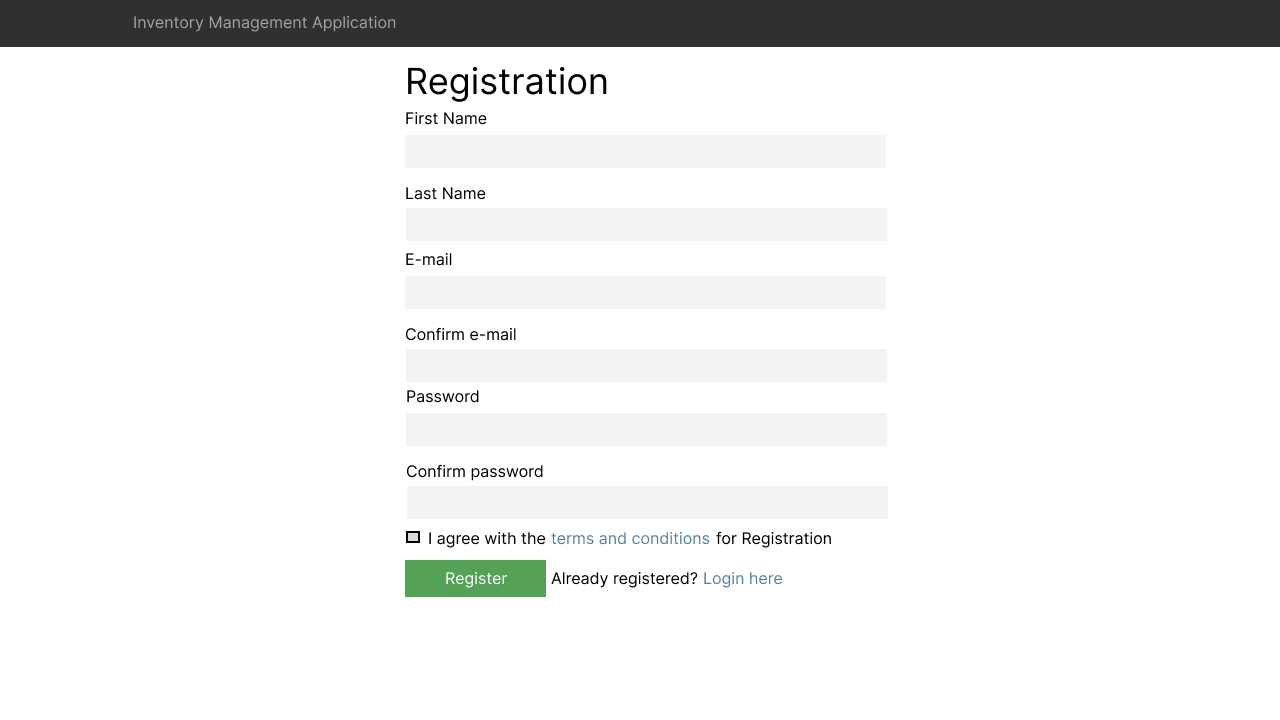 Inventory Management Application
Registration
First Name
Last Name
E-mail
Confirm e-mail
Password
Confirm password
I agree with the terms and conditions for Registration
Register Already registered? Login here